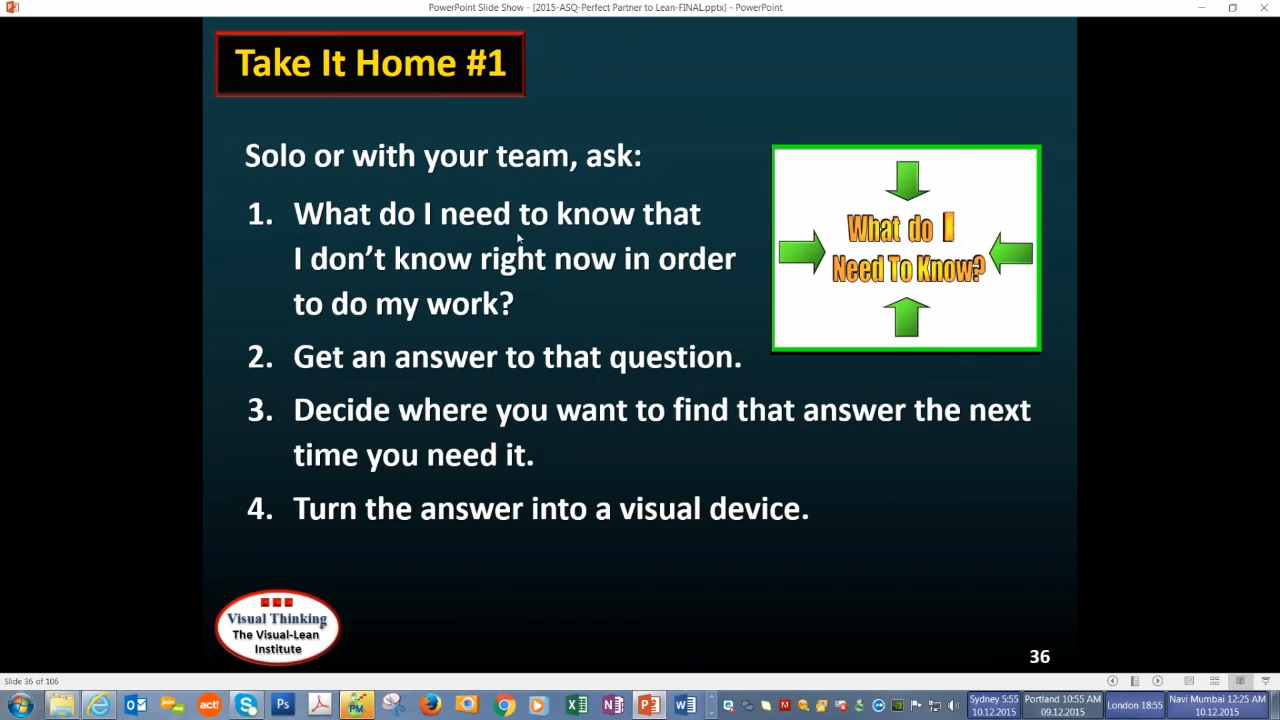 PowerPoint Slide Show - [2015-ASQ-Perfect Partner to Lean-FINAL.pptx] - PowerPoint
Take It Home #1
Solo or with your team, ask:
1. What do I need to know that
I don’t know right now in order
to do my work?
2. Get an answer to that question.
3. Decide where you want to find that answer the next
time you need it.
4. Turn the answer into a visual device.
What do I
Need To Know?
Visual Thinking
The Visual-Lean
Institute
36
Slide 36 of 106
act!
Ps
PM
Sydney 5:55
10.12.2015
Portland 10:55 AM
09.12.2015
London 18:55
Navi Mumbai 12:25 AM
10.12.2015